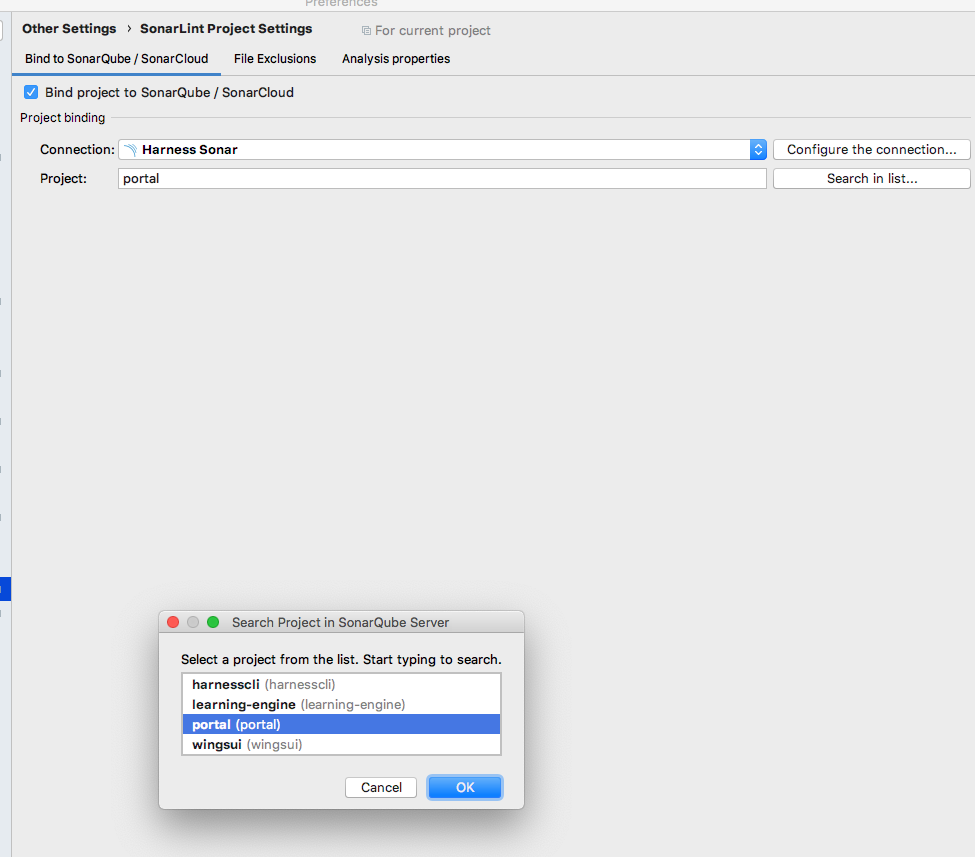 Preferences
Other Settings › SonarLint Project Settings For current project
Bind to SonarQube / SonarCloud File Exclusions Analysis properties
Bind project to SonarQube / SonarCloud
Project binding
Connection: Harness Sonar Configure the connection...
Project: portal Search in list...
Search Project in SonarQube Server
Select a project from the list. Start typing to search.
harnesscli (harnesscli)
learning-engine (learning-engine)
portal (portal)
wingsui (wingsui)
Cancel OK